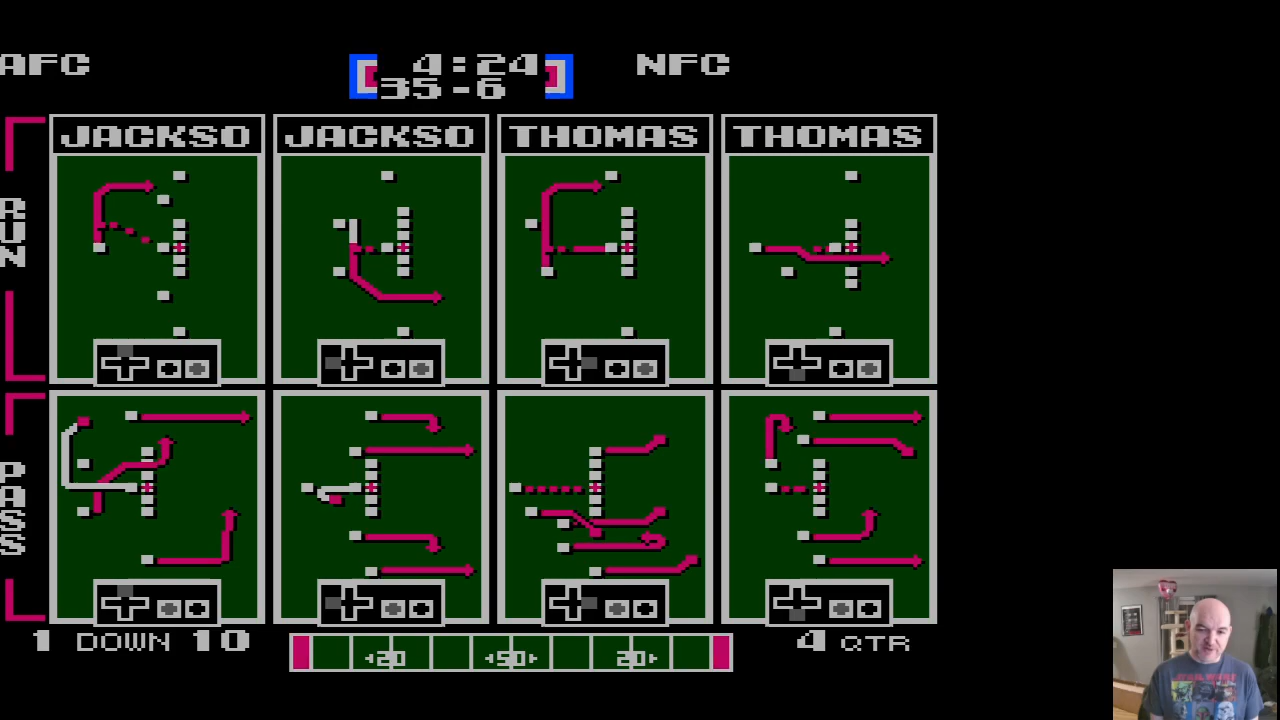 AFC 4:24 NFC
35-6
JACKSO JACKSO THOMAS THOMAS
RUN
PASS
1 DOWN 10 4 QTR
20 50 20